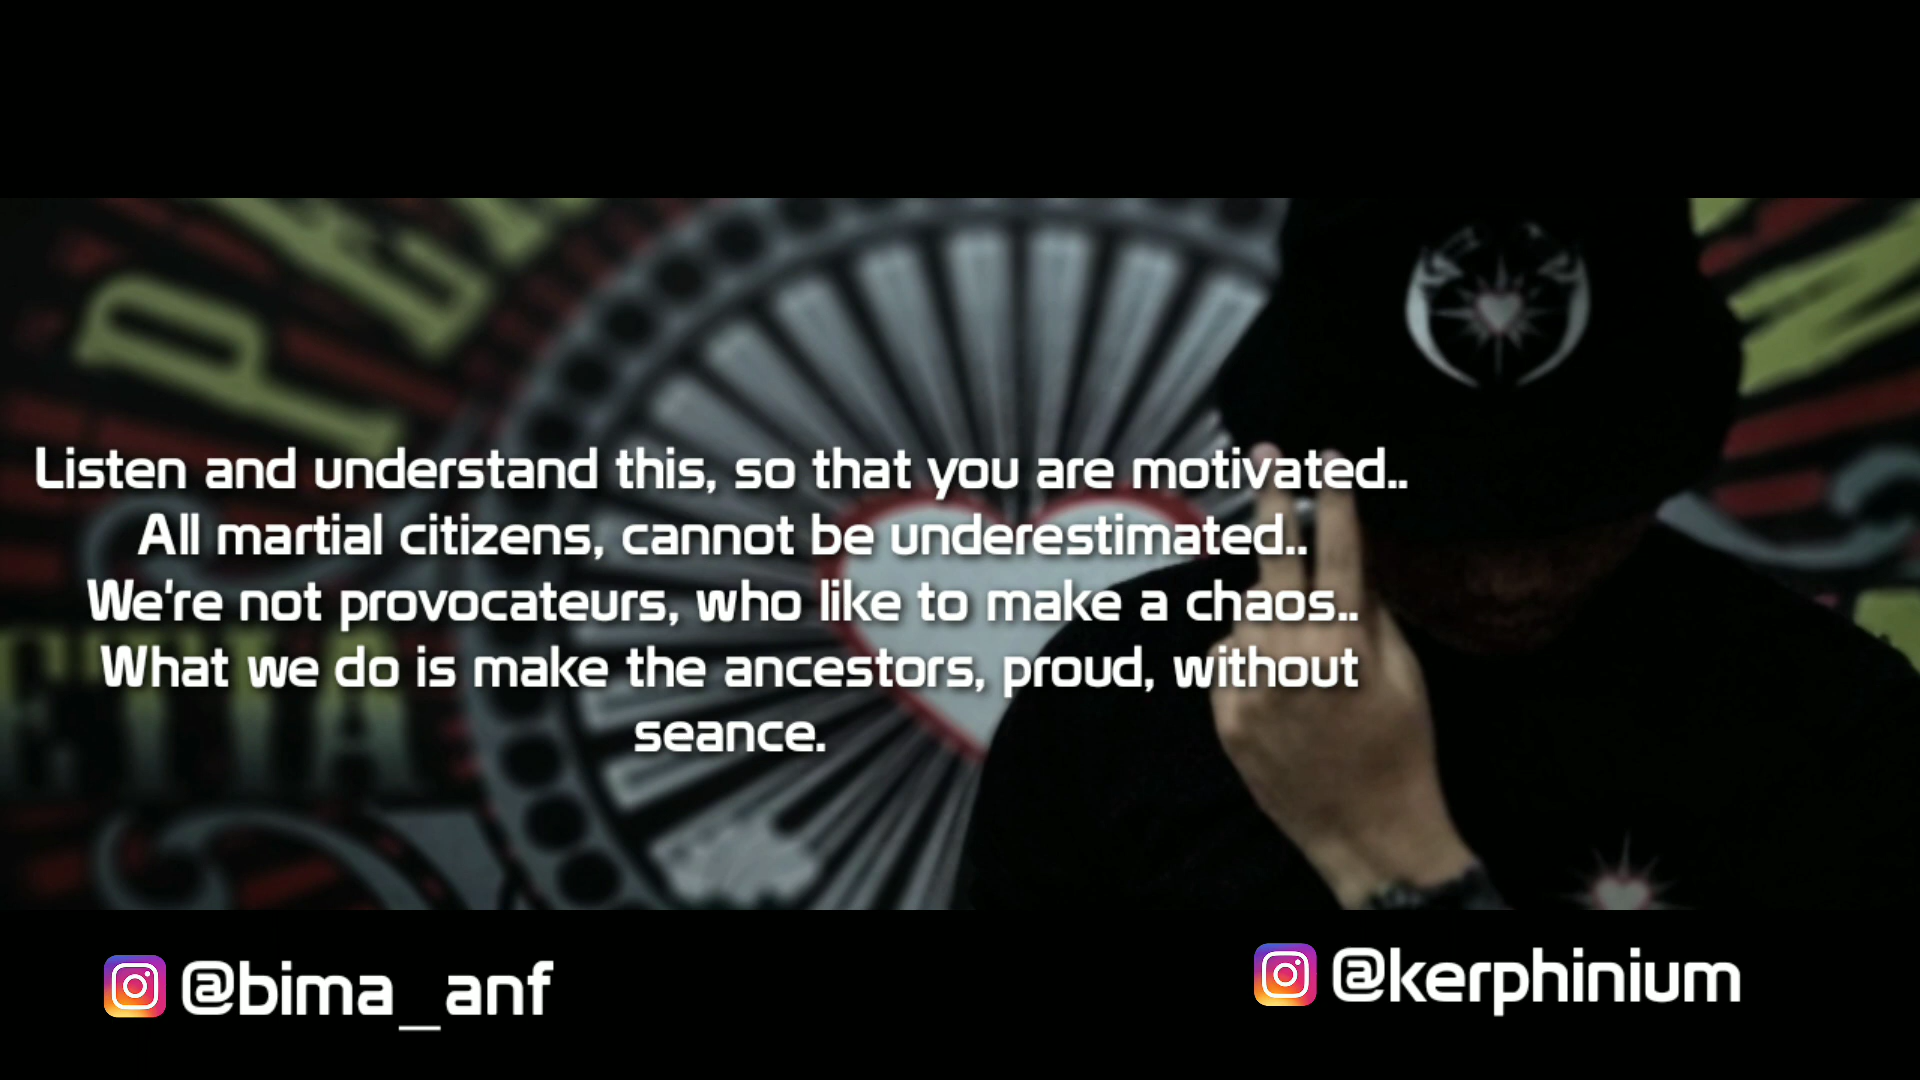 Listen and understand this, so that you are motivated..
All martial citizens, cannot be underestimated..
We're not provocateurs, who like to make a chaos..
What we do is make the ancestors, proud, without
seance.
@bima_anf
@kerphinium